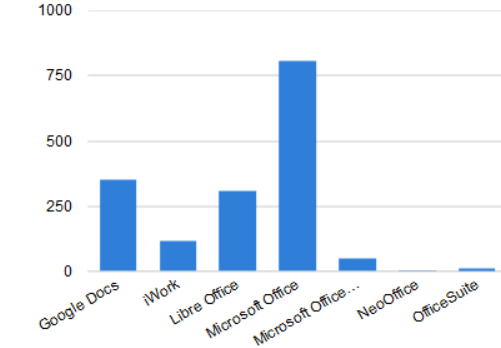 1000
750
500
250
0
Google Docs
iWork
Libre Office
Microsoft Office
Microsoft Office...
NeoOffice
OfficeSuite